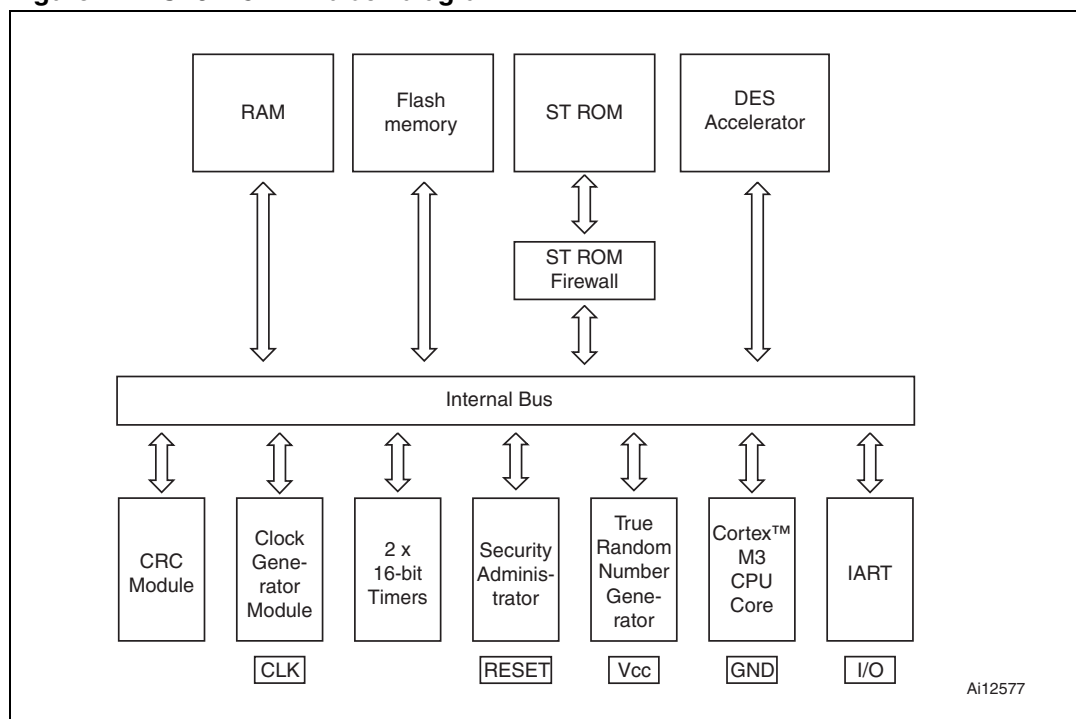 RAM
Flash
memory
ST ROM
DES
Accelerator
ST ROM
Firewall
Internal Bus
CRC
Module
Clock
Gene-
rator
Module
2 x
16-bit
Timers
Security
Adminis-
trator
True
Random
Number
Gene-
rator
Cortex™
M3
CPU
Core
IART
CLK
RESET
Vcc
GND
I/O
Ai12577